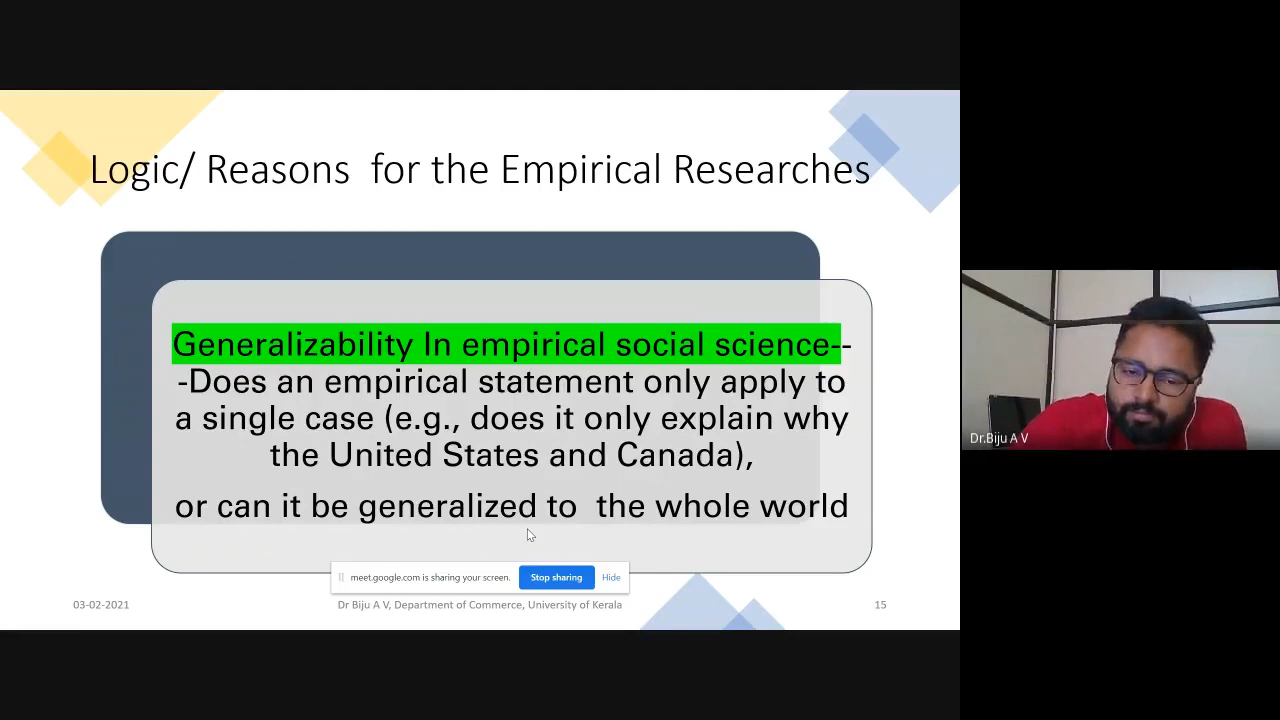 Logic/ Reasons  for the Empirical Researches
Generalizability In empirical social science--
-Does an empirical statement only apply to
a single case (e.g., does it only explain why
the United States and Canada),
or can it be generalized to  the whole world
meet.google.com is sharing your screen. Stop sharing Hide
03-02-2021 Dr Biju A V, Department of Commerce, University of Kerala 15
Dr.Biju A V